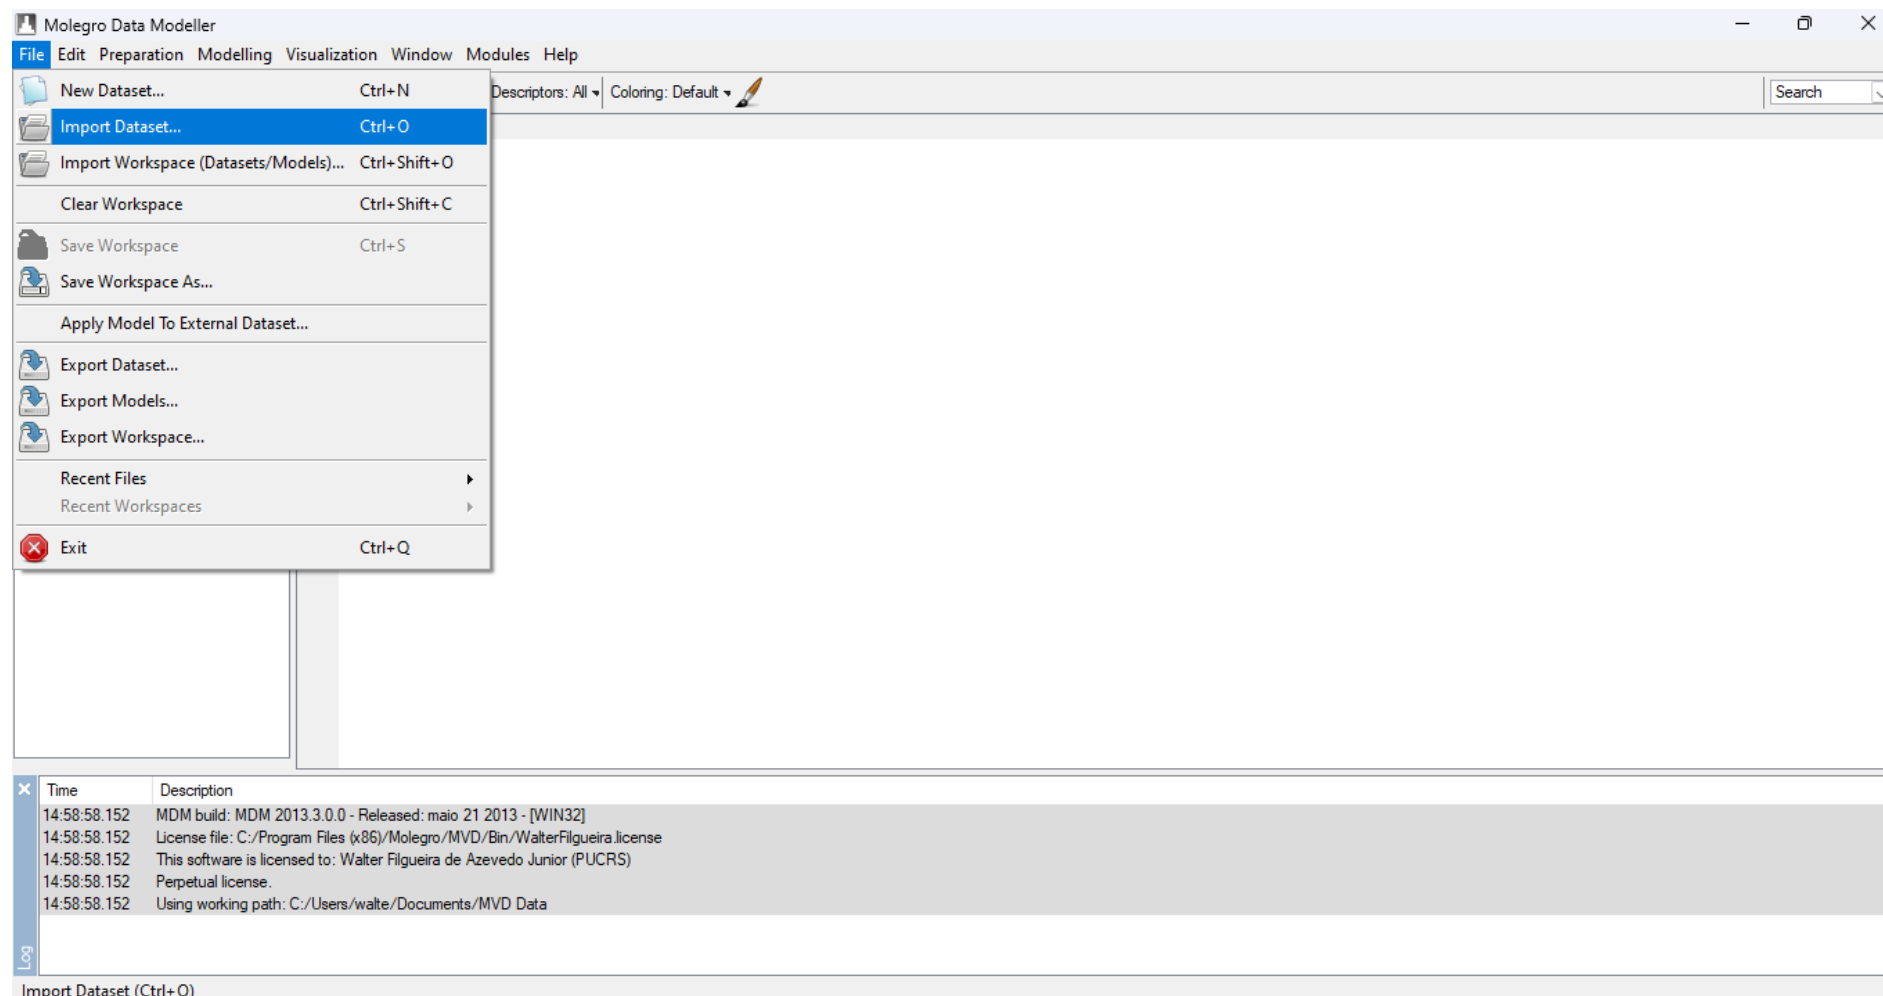 Molegro Data Modeller
File Edit Preparation Modelling Visualization Window Modules Help
New Dataset... Ctrl+N
Descriptors: All Coloring: Default Search
Import Dataset... Ctrl+O
Import Workspace (Datasets/Models)... Ctrl+Shift+O
Clear Workspace Ctrl+Shift+C
Save Workspace Ctrl+S
Save Workspace As...
Apply Model To External Dataset...
Export Dataset...
Export Models...
Export Workspace...
Recent Files
Recent Workspaces
Exit Ctrl+Q
Time Description
14:58:58.152 MDM build: MDM 2013.3.0.0 - Released: maio 21 2013 - [WIN32]
14:58:58.152 License file: C:/Program Files (x86)/Molegro/MVD/Bin/WalterFilgueira.license
14:58:58.152 This software is licensed to: Walter Filgueira de Azevedo Junior (PUCRS)
14:58:58.152 Perpetual license.
14:58:58.152 Using working path: C:/Users/walte/Documents/MVD Data
Log
Import Dataset (Ctrl+O)